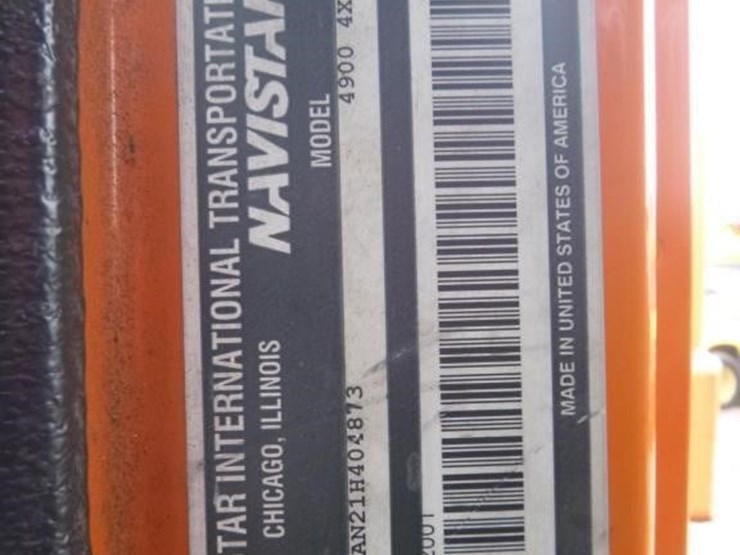 TAR INTERNATIONAL TRANSPORTATI
CHICAGO, ILLINOIS NAVISTA
MODEL
AN21H404873 4900 4X
2001
MADE IN UNITED STATES OF AMERICA